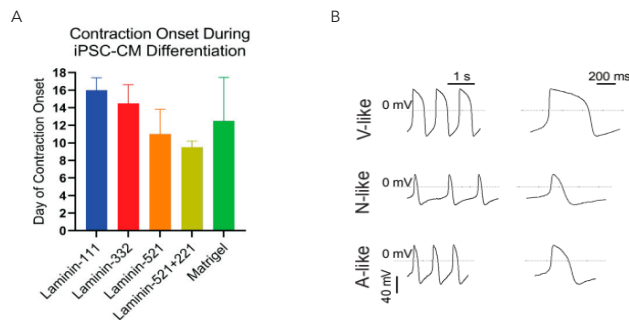 A
Contraction Onset During
iPSC-CM Differentiation
Day of Contraction Onset
18
16
14
12
10
8
6
4
2
0
Laminin-111
Laminin-332
Laminin-521
Laminin-521+221
Matrigel
B
1 s
200 ms
V-like
0 mV
N-like
0 mV
A-like
0 mV
40 mV